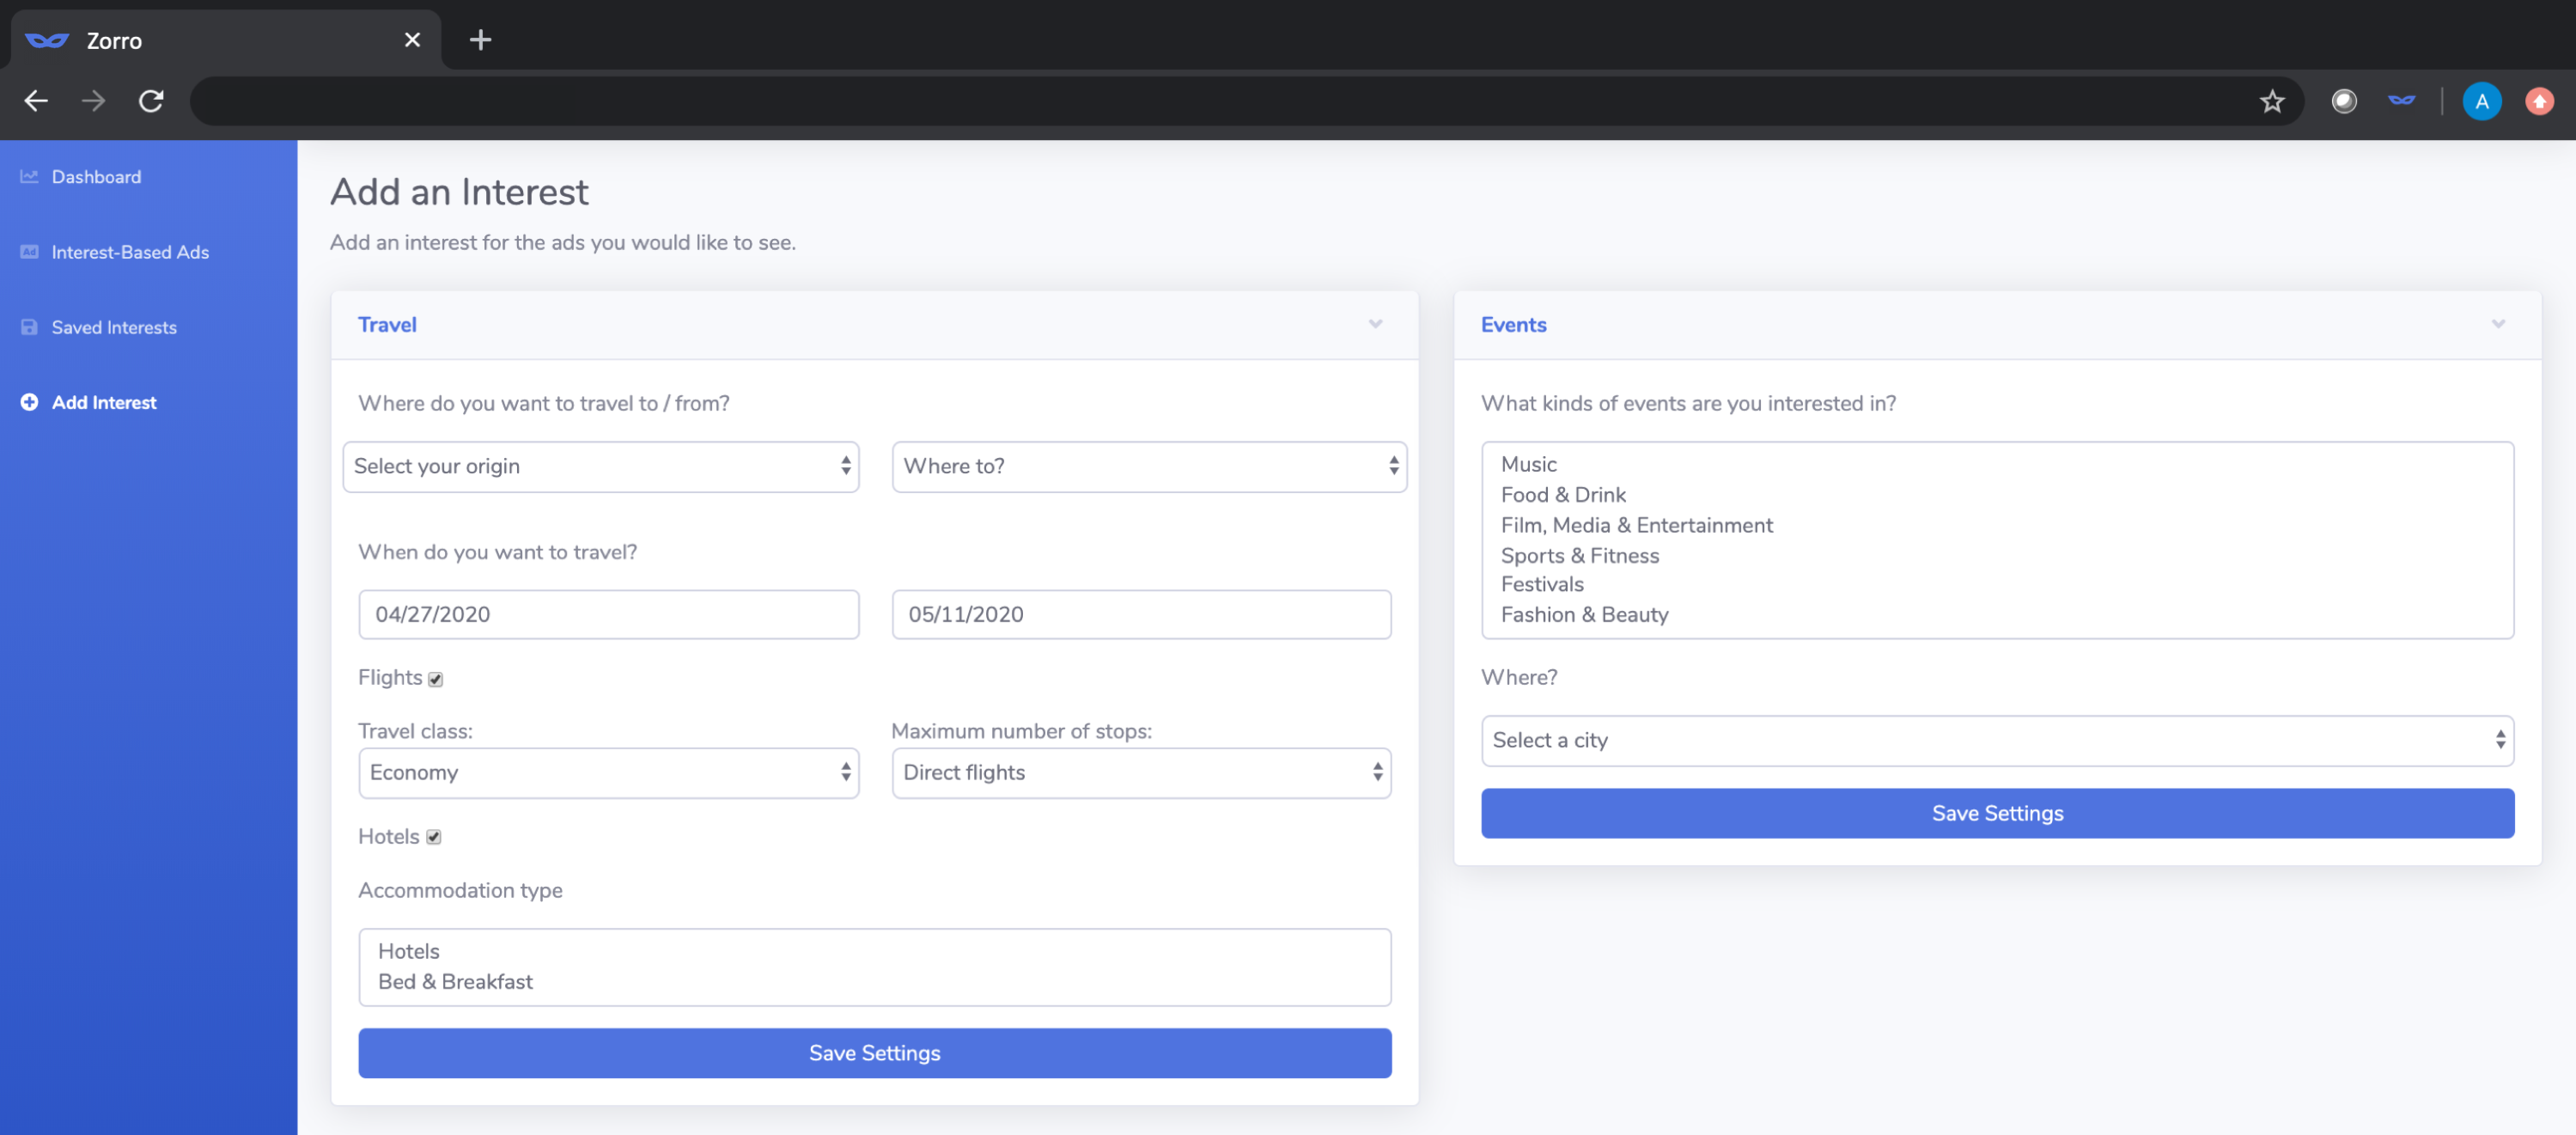 Zorro
A
Dashboard
Interest-Based Ads
Saved Interests
Add Interest
Add an Interest
Add an interest for the ads you would like to see.
Travel
Where do you want to travel to / from?
Select your origin
Where to?
When do you want to travel?
04/27/2020
05/11/2020
Flights
Travel class:
Maximum number of stops:
Economy
Direct flights
Hotels
Accommodation type
Hotels
Bed & Breakfast
Save Settings
Events
What kinds of events are you interested in?
Music
Food & Drink
Film, Media & Entertainment
Sports & Fitness
Festivals
Fashion & Beauty
Where?
Select a city
Save Settings